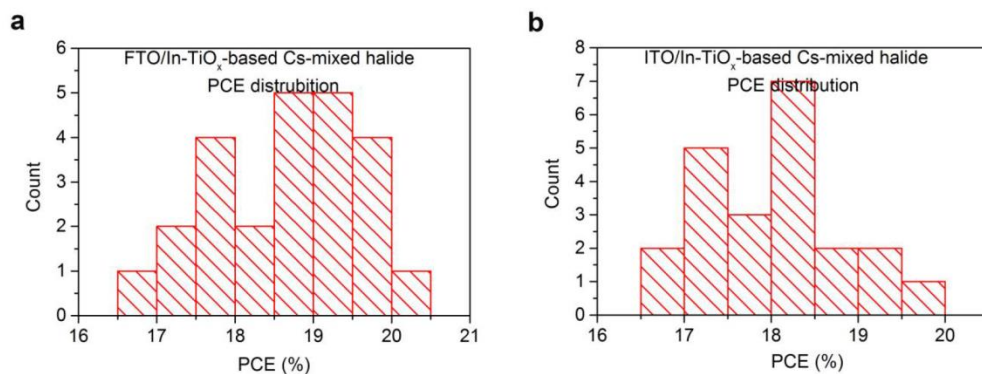 a
FTO/In-TiOx-based Cs-mixed halide
PCE distrubition
6
5
4
3
2
1
0
Count
16 17 18 19 20 21
PCE (%)
b
ITO/In-TiOx-based Cs-mixed halide
PCE distribution
8
7
6
5
4
3
2
1
0
Count
16 17 18 19 20
PCE (%)